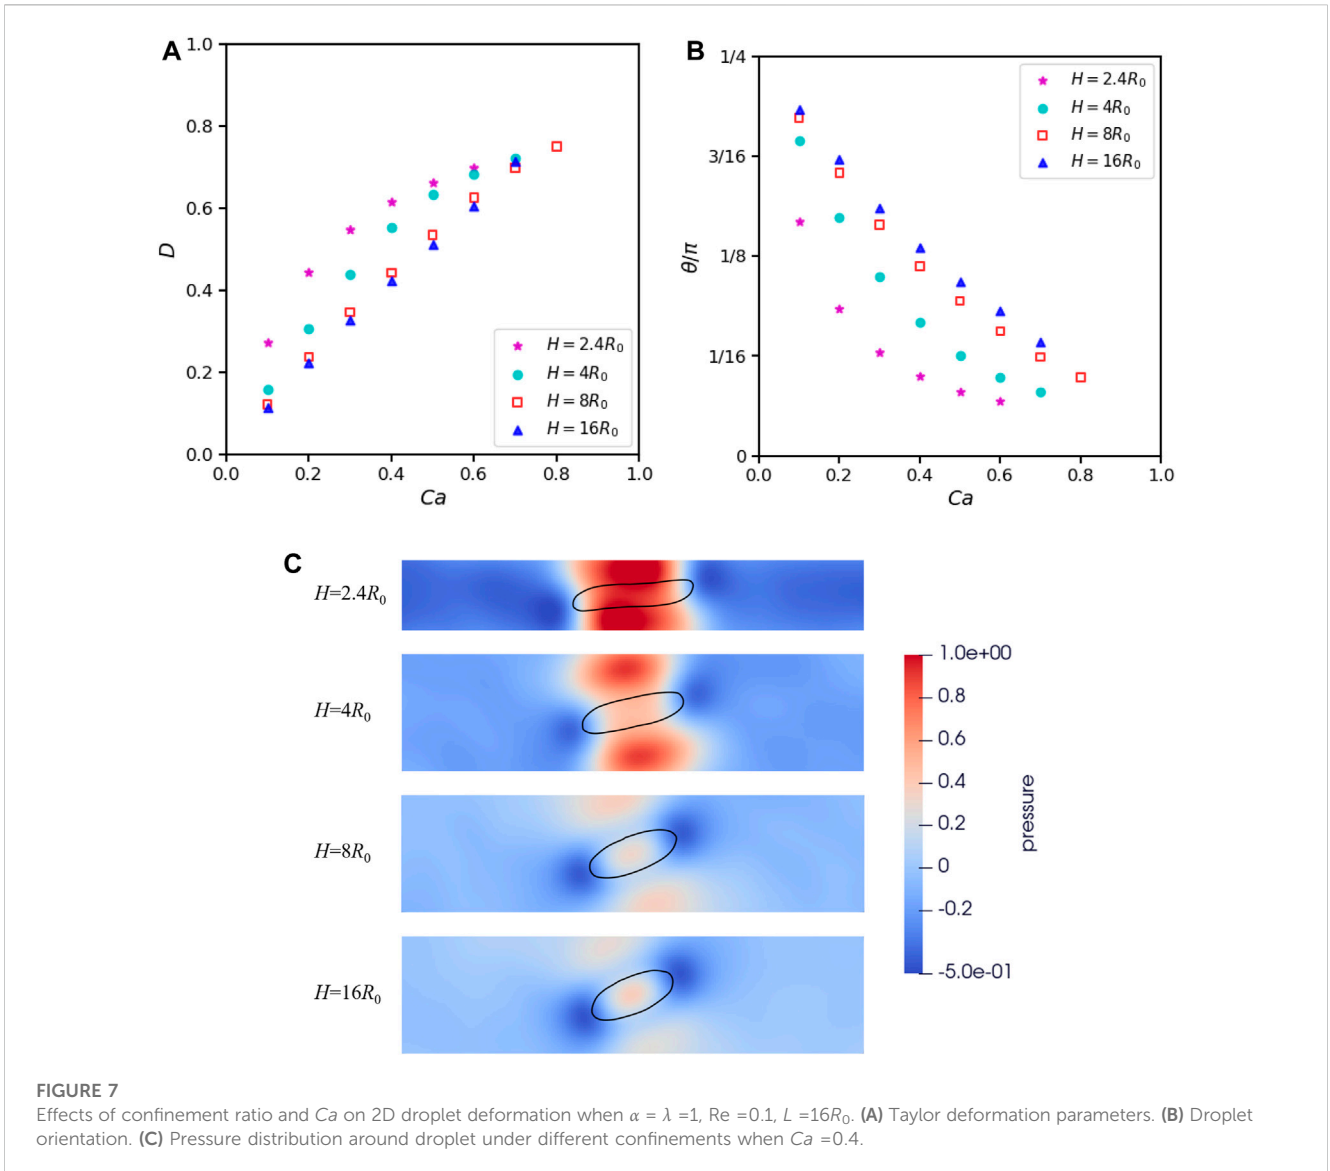 A
1.0
0.8
0.6
0.4
0.2
0.0
D
0.0 0.2 0.4 0.6 0.8 1.0
Ca
H = 2.4R₀
H = 4R₀
H = 8R₀
H = 16R₀
B
1/4
3/16
1/8
1/16
0
θ/π
0.0 0.2 0.4 0.6 0.8 1.0
Ca
H = 2.4R₀
H = 4R₀
H = 8R₀
H = 16R₀
C
H=2.4R₀
H=4R₀
H=8R₀
H=16R₀
1.0e+00
0.8
0.6
0.4
0.2
0
-0.2
-5.0e-01
pressure
FIGURE 7
Effects of confinement ratio and Ca on 2D droplet deformation when α = λ =1, Re =0.1, L =16R₀. (A) Taylor deformation parameters. (B) Droplet
orientation. (C) Pressure distribution around droplet under different confinements when Ca =0.4.